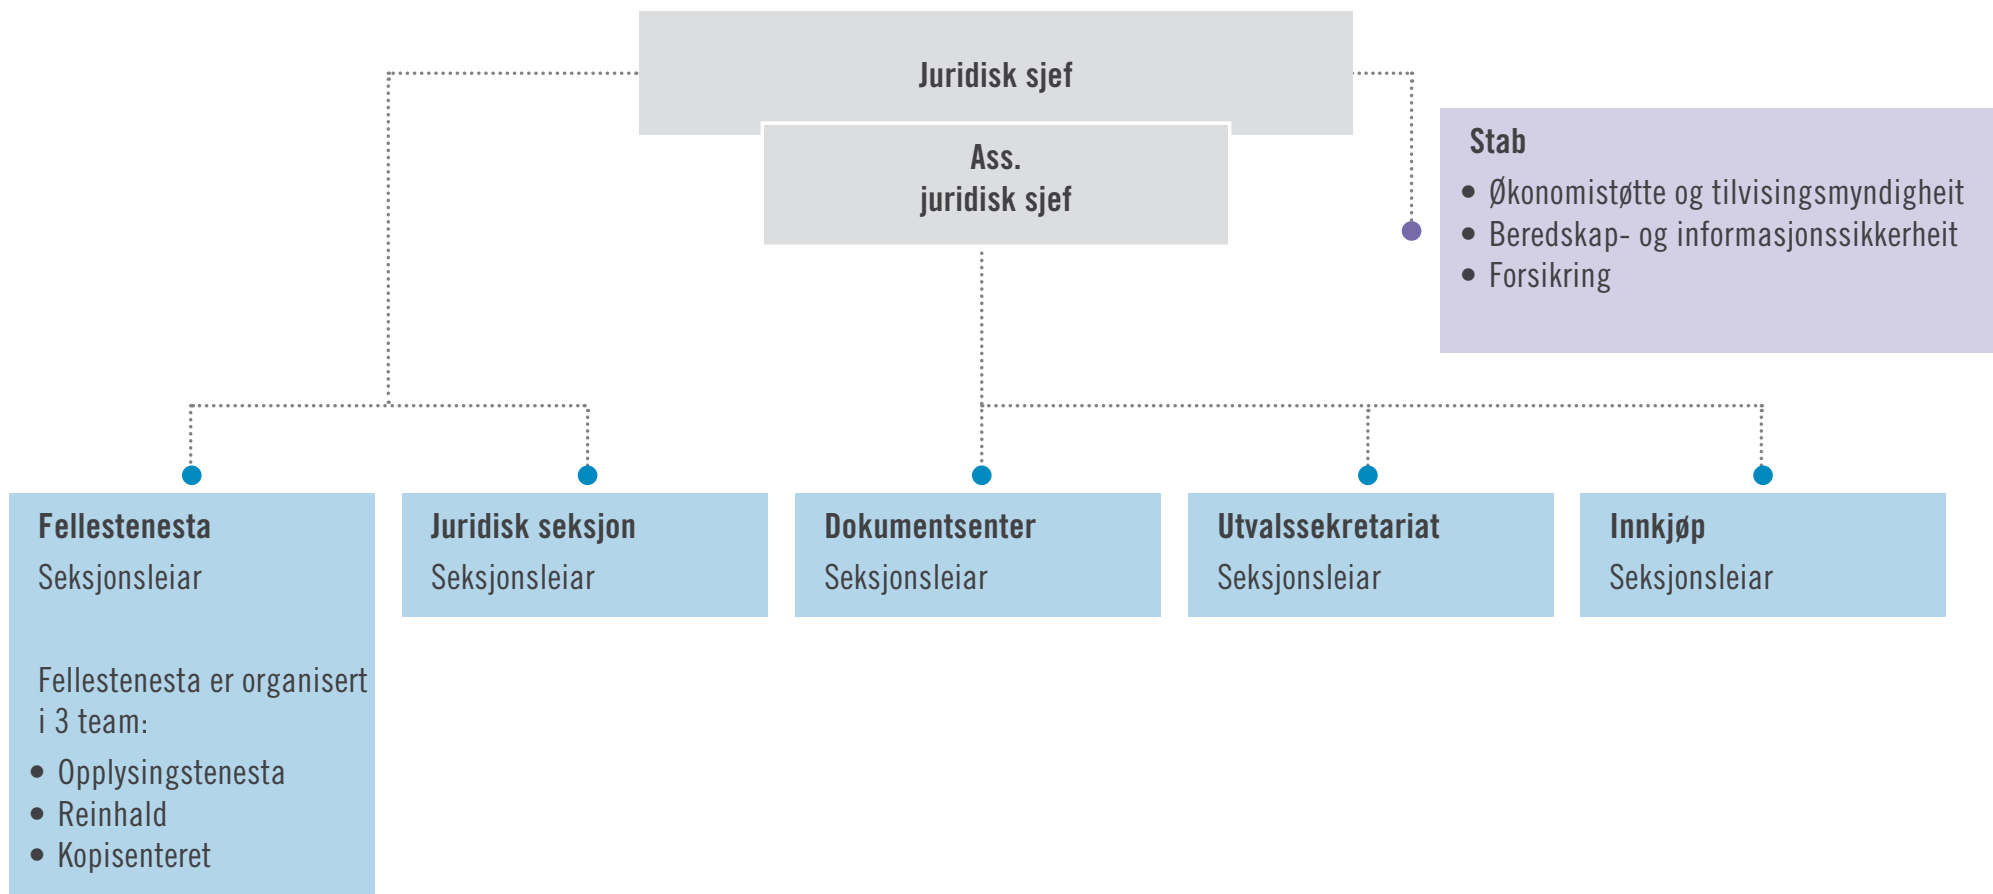 Juridisk sjef
Ass.
juridisk sjef
Stab
• Økonomistøtte og tilvisingsmyndigheit
• Beredskap- og informasjonssikkerheit
• Forsikring
Fellestenesta
Seksjonsleiar
Fellestenesta er organisert
i 3 team:
• Opplysingstenesta
• Reinhald
• Kopisenteret
Juridisk seksjon
Seksjonsleiar
Dokumentsenter
Seksjonsleiar
Utvalssekretariat
Seksjonsleiar
Innkjøp
Seksjonsleiar